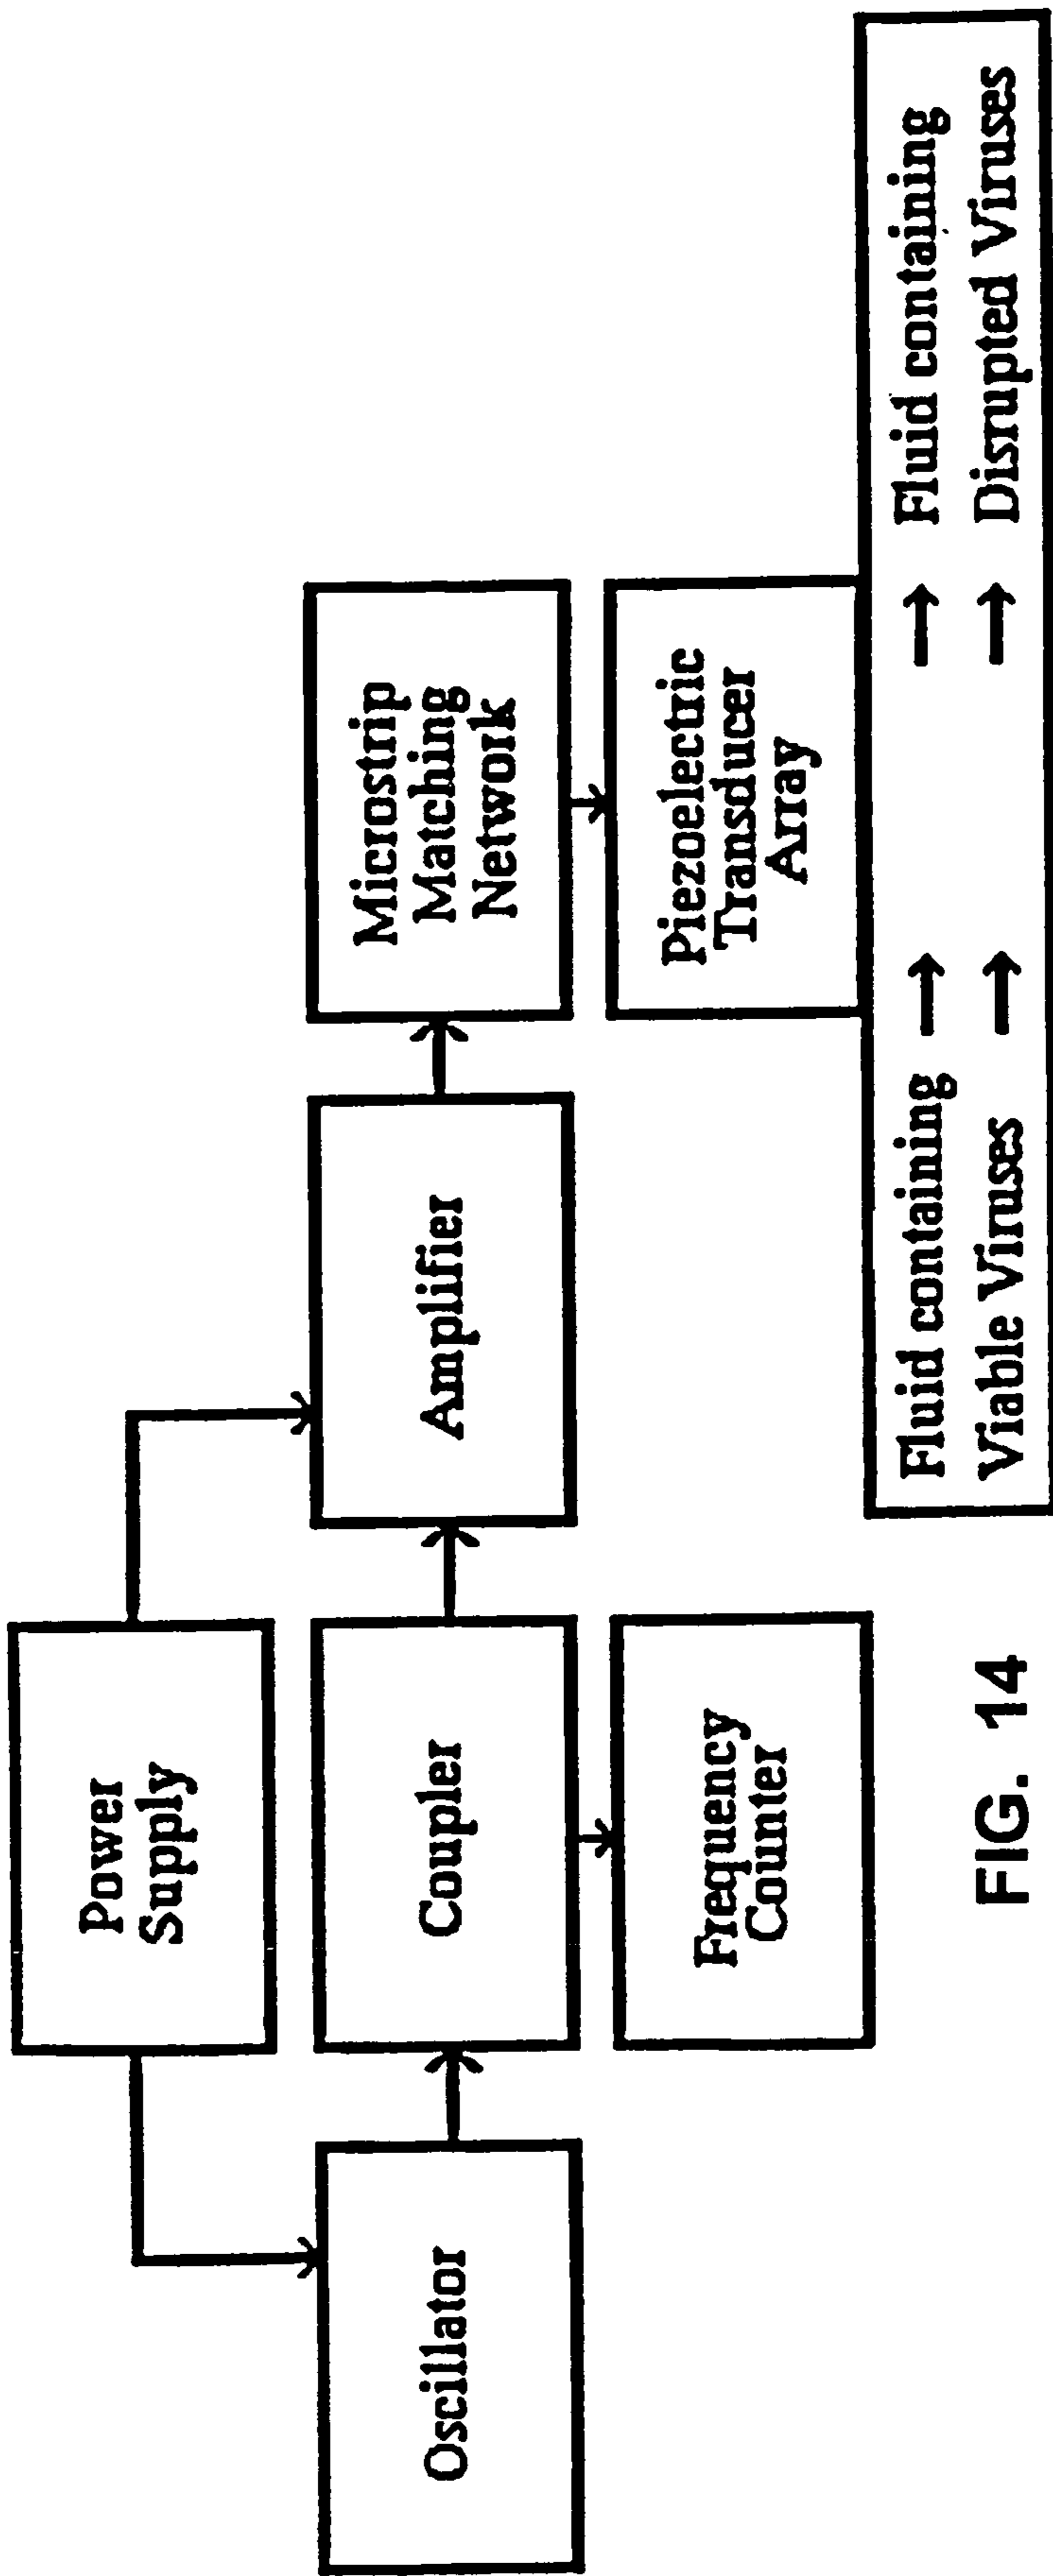 Power
Supply
Oscillator
Coupler
Amplifier
Microstrip
Matching
Network
Frequency
Counter
Piezoelectric
Transducer
Array
Fluid containing → Fluid containing
Viable Viruses → → Disrupted Viruses
FIG. 14